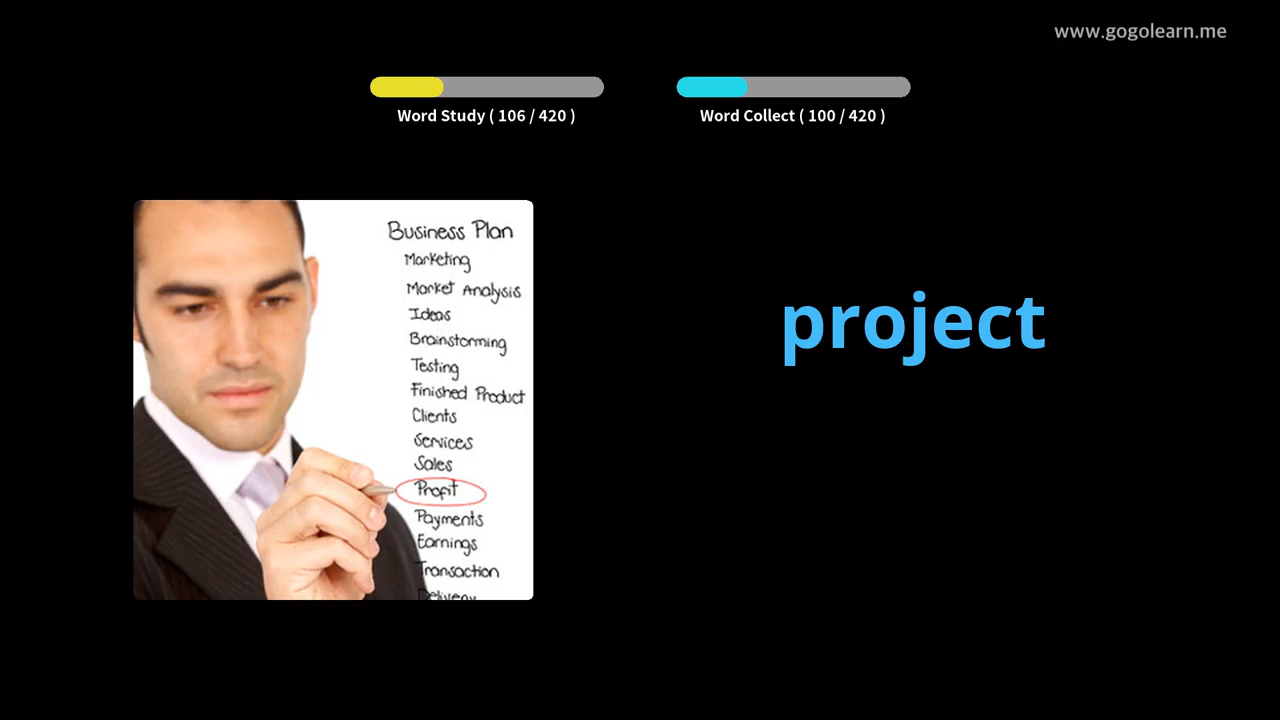 www.gogolearn.me
Word Study ( 106 / 420 )
Word Collect ( 100 / 420 )
Business Plan
Marketing
Market Analysis
Ideas
Brainstorming
Testing
Finished Product
Clients
Services
Sales
Profit
Payments
Earnings
Transaction
Delivery
project